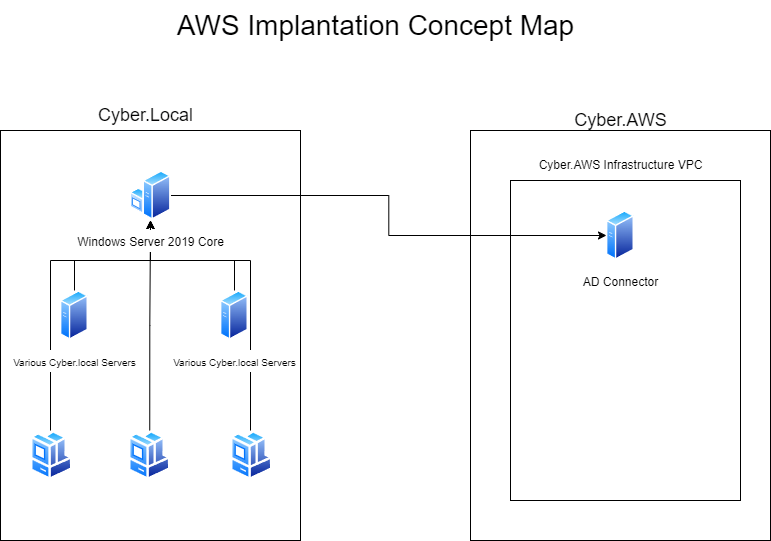 AWS Implantation Concept Map
Cyber.Local
Cyber.AWS
Cyber.AWS Infrastructure VPC
Windows Server 2019 Core
AD Connector
Various Cyber.local Servers
Various Cyber.local Servers